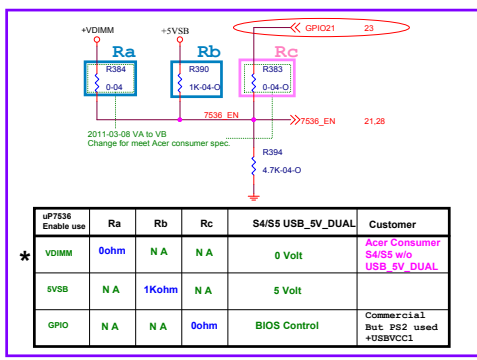 +VDIMM
+5VSB
GPIO21 23
Ra
Rb
Rc
R384
R390
R383
0-04
1K-04-O
0-04-O
7536_EN
7536_EN 21,28
2011-03-08 VA to VB
Change for meet Acer consumer spec.
R394
4.7K-04-O
uP7536
Enable use
Ra
Rb
Rc
S4/S5 USB_5V_DUAL
Customer
*
VDIMM
0ohm
N A
N A
0 Volt
Acer Consumer
S4/S5 w/o
USB_5V_DUAL
5VSB
N A
1Kohm
N A
5 Volt
GPIO
N A
N A
0ohm
BIOS Control
Commercial
But PS2 used
+USBVCC1